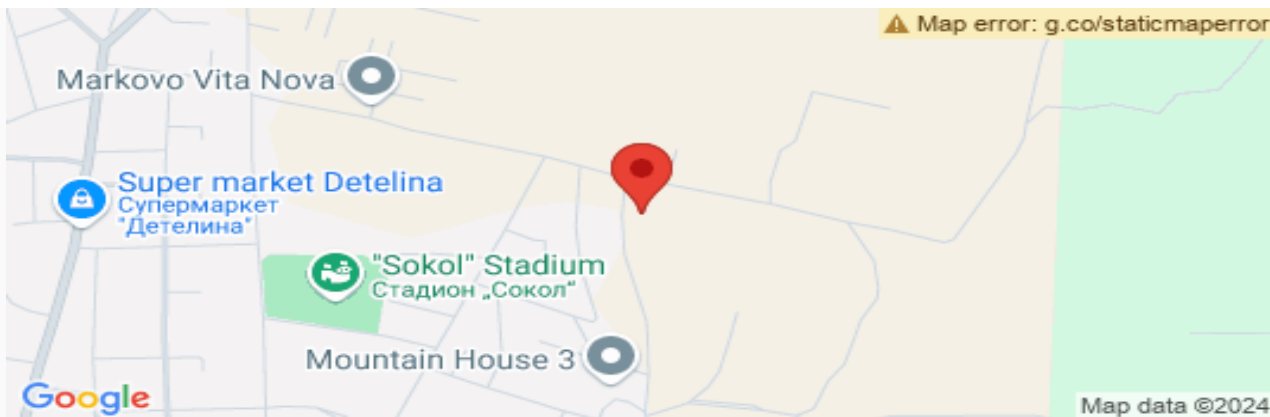 Map error: g.co/staticmaperror
Markovo Vita Nova
Super market Detelina
Супермаркет
"Детелина"
"Sokol" Stadium
Стадион „Сокол“
Mountain House 3
Google
Map data ©2024